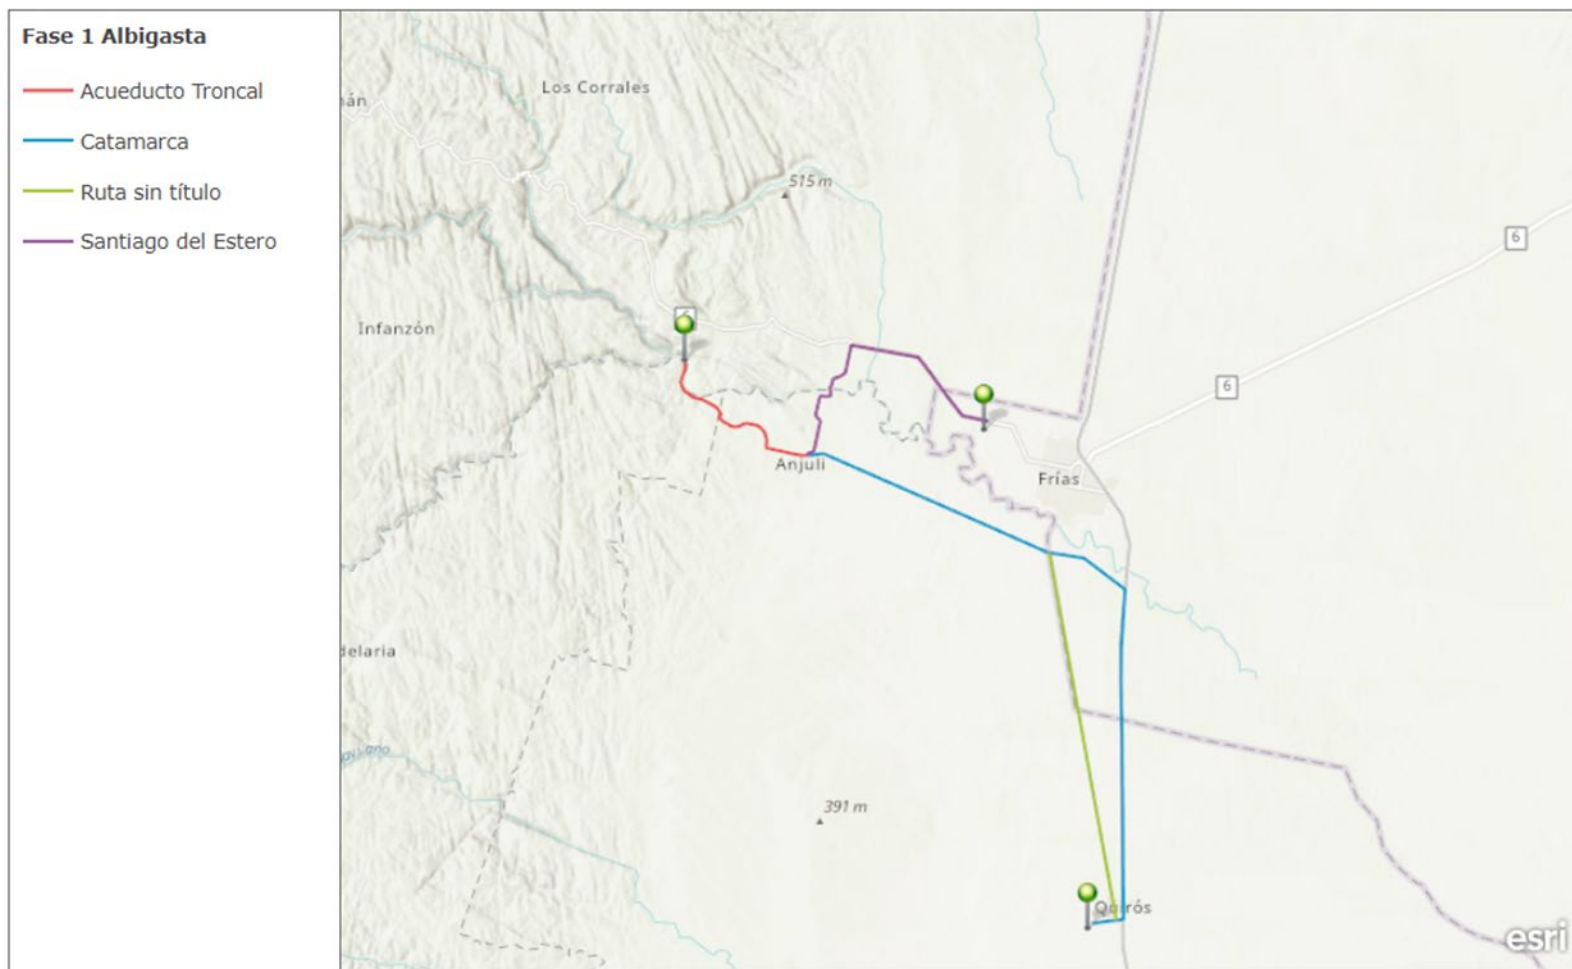 Fase 1 Albigasta
Acueducto Troncal
Catamarca
Ruta sin título
Santiago del Estero
Los Corrales
515 m
6
Infanzón
6
Anjuli
Frías
391 m
Quirós
esri